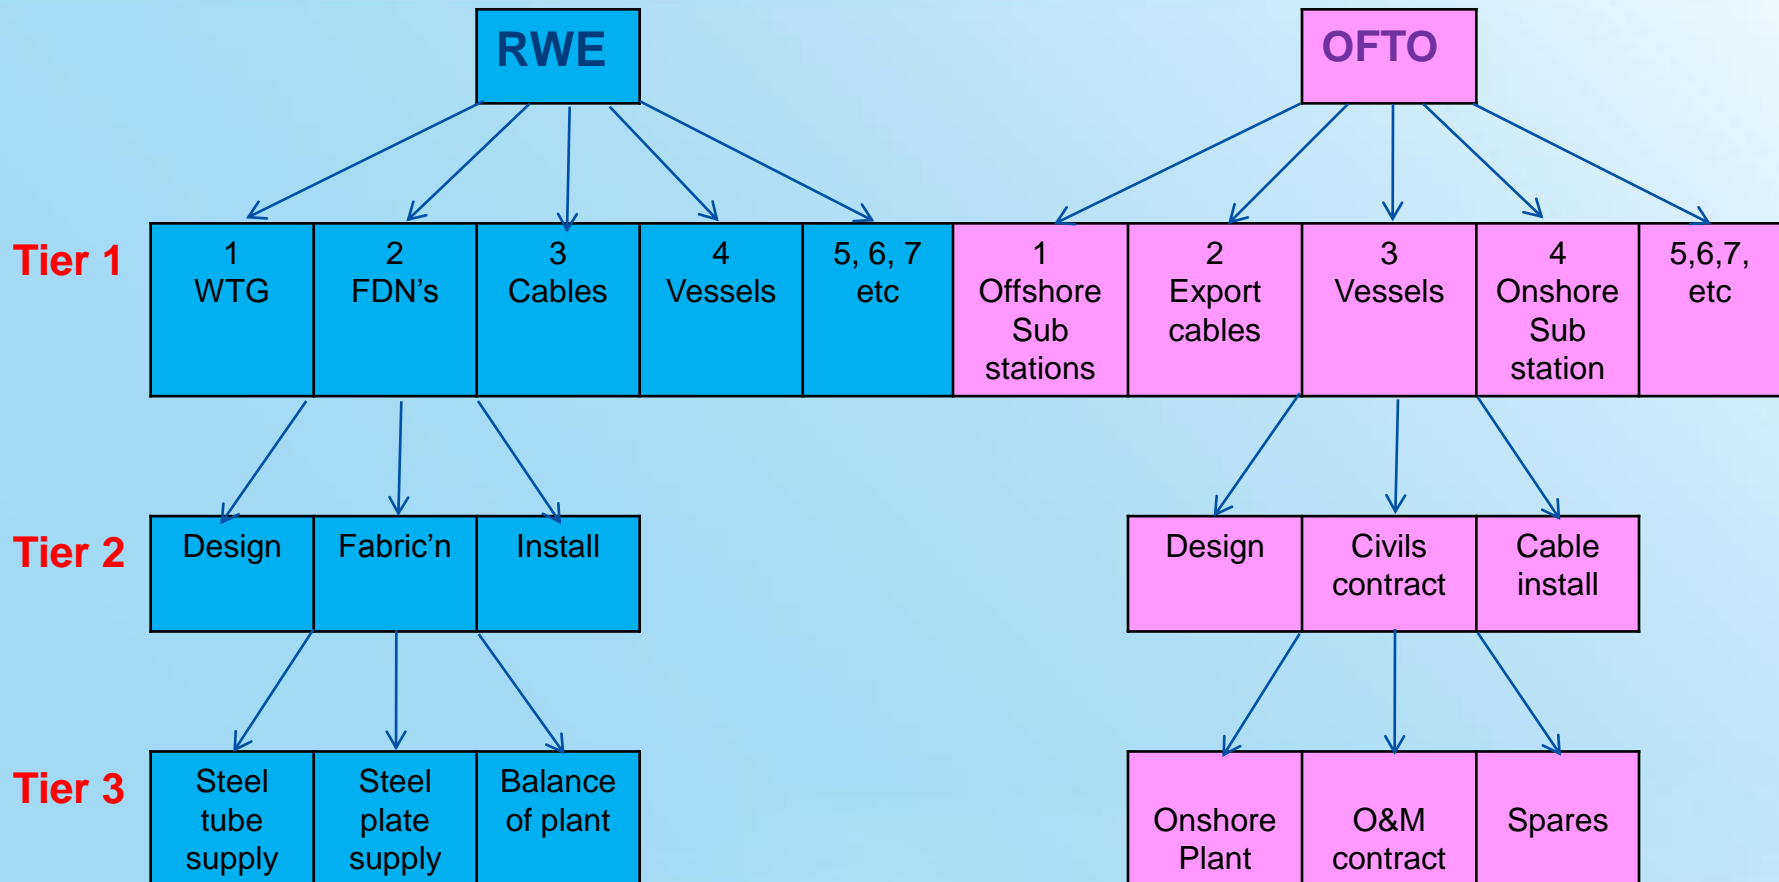 RWE
OFTO
Tier 1
1
WTG
2
FDN’s
3
Cables
4
Vessels
5, 6, 7
etc
1
Offshore
Sub
stations
2
Export
cables
3
Vessels
4
Onshore
Sub
station
5,6,7,
etc
Tier 2
Design
Fabric’n
Install
Design
Civils
contract
Cable
install
Tier 3
Steel
tube
supply
Steel
plate
supply
Balance
of plant
Onshore
Plant
O&M
contract
Spares